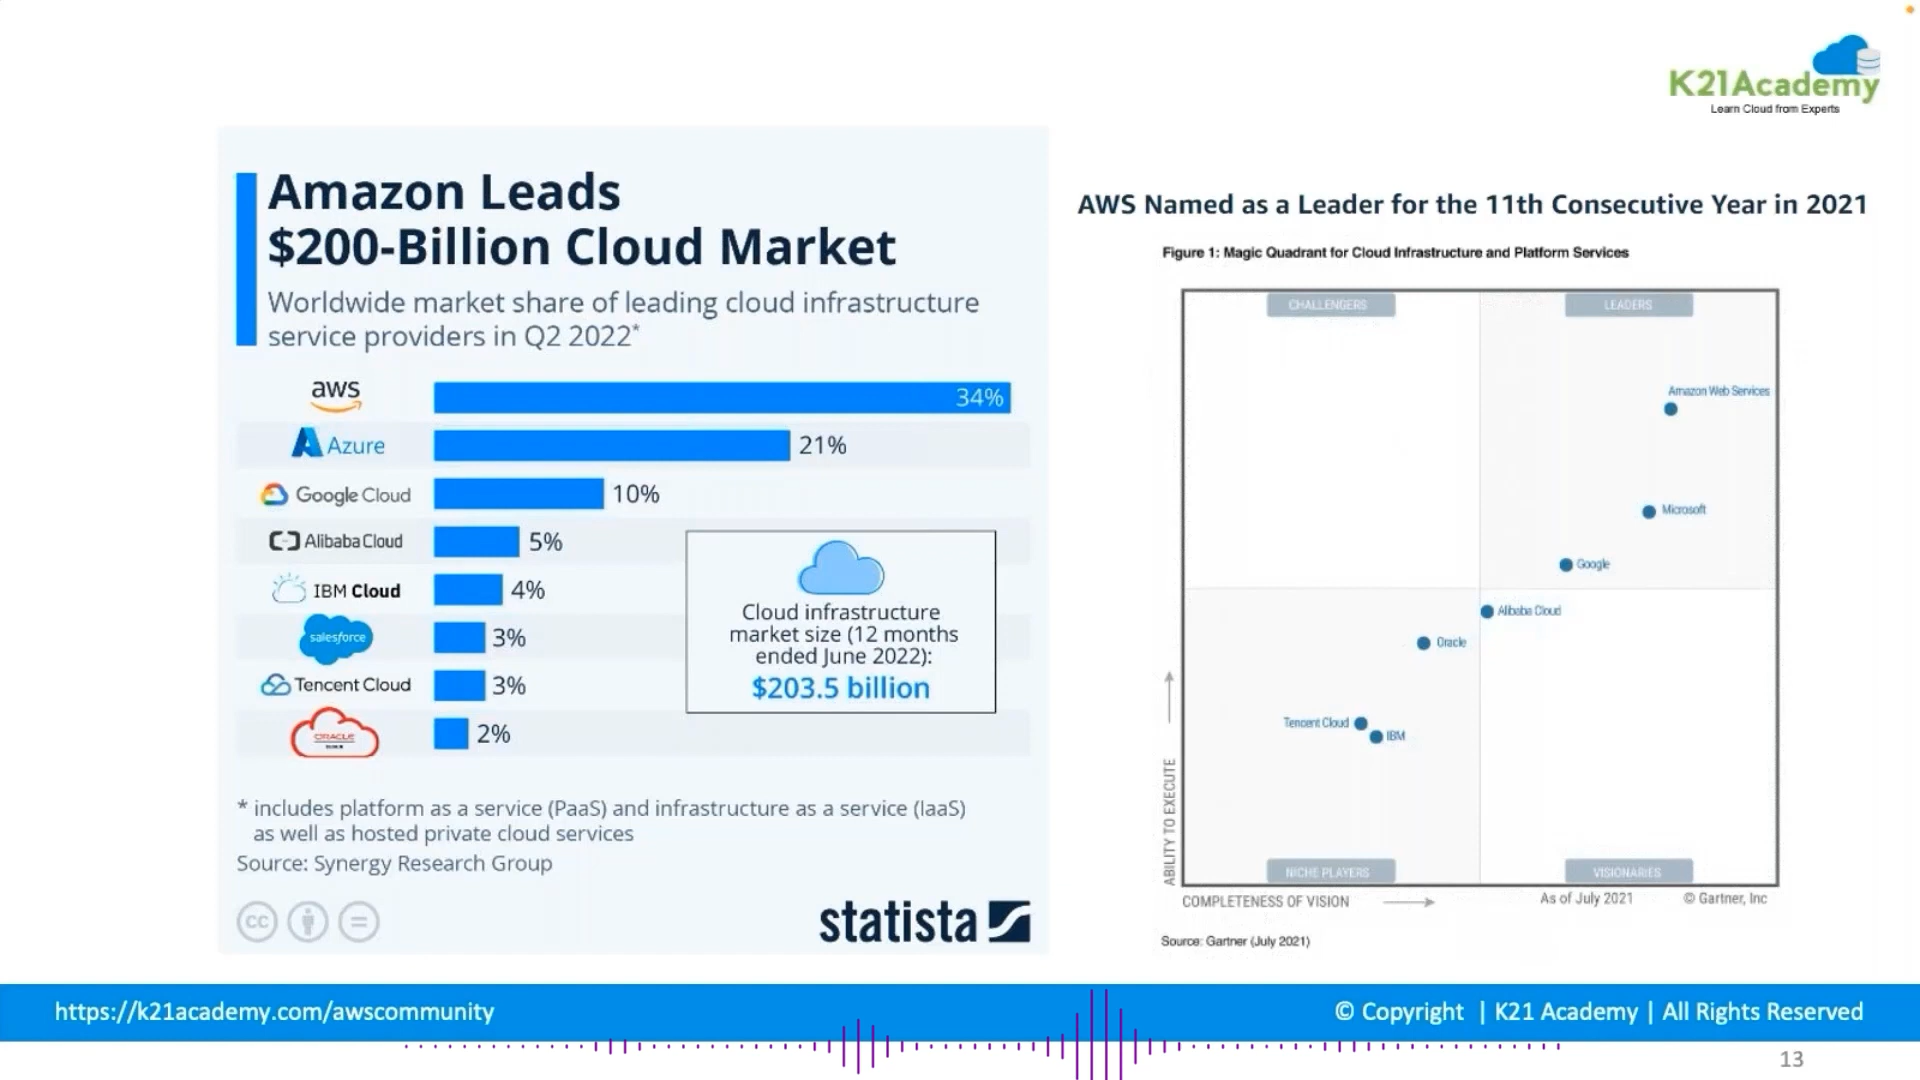 K21Academy
Learn Cloud from Experts
Amazon Leads
$200-Billion Cloud Market
Worldwide market share of leading cloud infrastructure
service providers in Q2 2022*
aws 34%
Azure 21%
Google Cloud 10%
Alibaba Cloud 5%
IBM Cloud 4%
salesforce 3%
Tencent Cloud 3%
ORACLE 2%
Cloud infrastructure
market size (12 months
ended June 2022):
$203.5 billion
* includes platform as a service (PaaS) and infrastructure as a service (IaaS)
as well as hosted private cloud services
Source: Synergy Research Group
cc
statista
AWS Named as a Leader for the 11th Consecutive Year in 2021
Figure 1: Magic Quadrant for Cloud Infrastructure and Platform Services
CHALLENGERS
LEADERS
Amazon Web Services
Microsoft
Google
Alibaba Cloud
Oracle
Tencent Cloud
IBM
ABILITY TO EXECUTE
NICHE PLAYERS
VISIONARIES
COMPLETENESS OF VISION
As of July 2021
© Gartner, Inc
Source: Gartner (July 2021)
https://k21academy.com/awscommunity
© Copyright | K21 Academy | All Rights Reserved
13